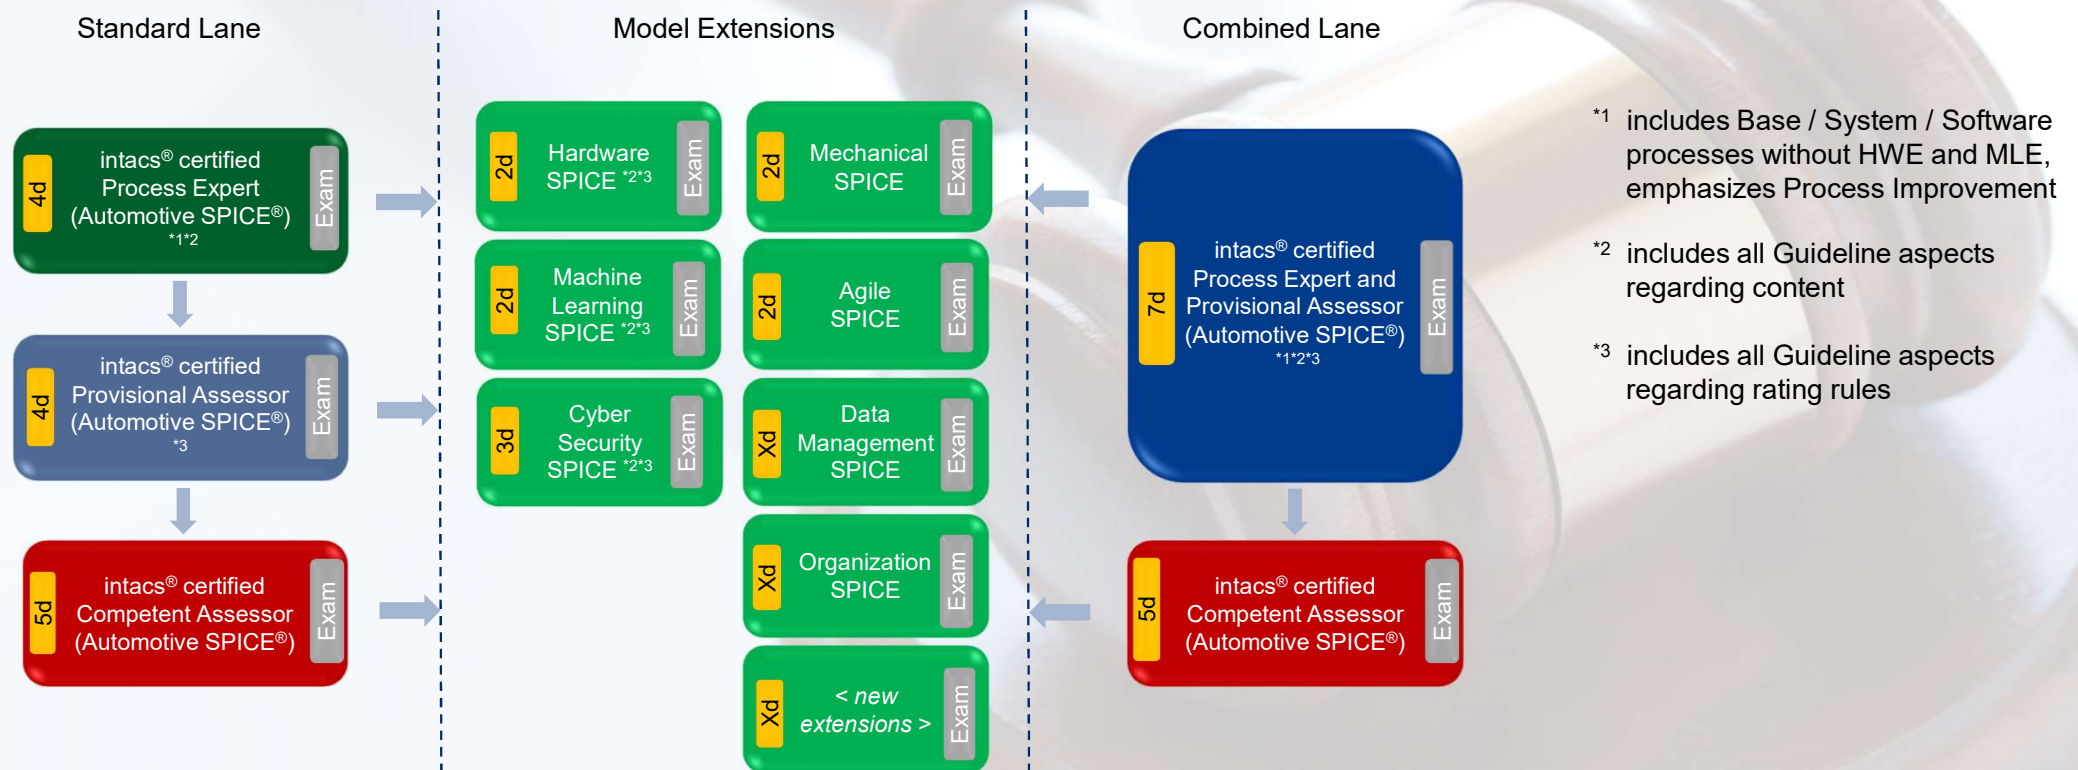 Standard Lane
Model Extensions
Combined Lane
4d
intacs® certified
Process Expert
(Automotive SPICE®)
*1*2
Exam
4d
intacs® certified
Provisional Assessor
(Automotive SPICE®)
*3
Exam
5d
intacs® certified
Competent Assessor
(Automotive SPICE®)
Exam
2d
Hardware
SPICE *2*3
Exam
2d
Mechanical
SPICE
Exam
2d
Machine
Learning
SPICE *2*3
Exam
2d
Agile
SPICE
Exam
3d
Cyber
Security
SPICE *2*3
Exam
Xd
Data
Management
SPICE
Exam
Xd
Organization
SPICE
Exam
Xd
< new
extensions >
Exam
7d
intacs® certified
Process Expert and
Provisional Assessor
(Automotive SPICE®)
*1*2*3
Exam
5d
intacs® certified
Competent Assessor
(Automotive SPICE®)
Exam
*1 includes Base / System / Software
processes without HWE and MLE,
emphasizes Process Improvement
*2 includes all Guideline aspects
regarding content
*3 includes all Guideline aspects
regarding rating rules